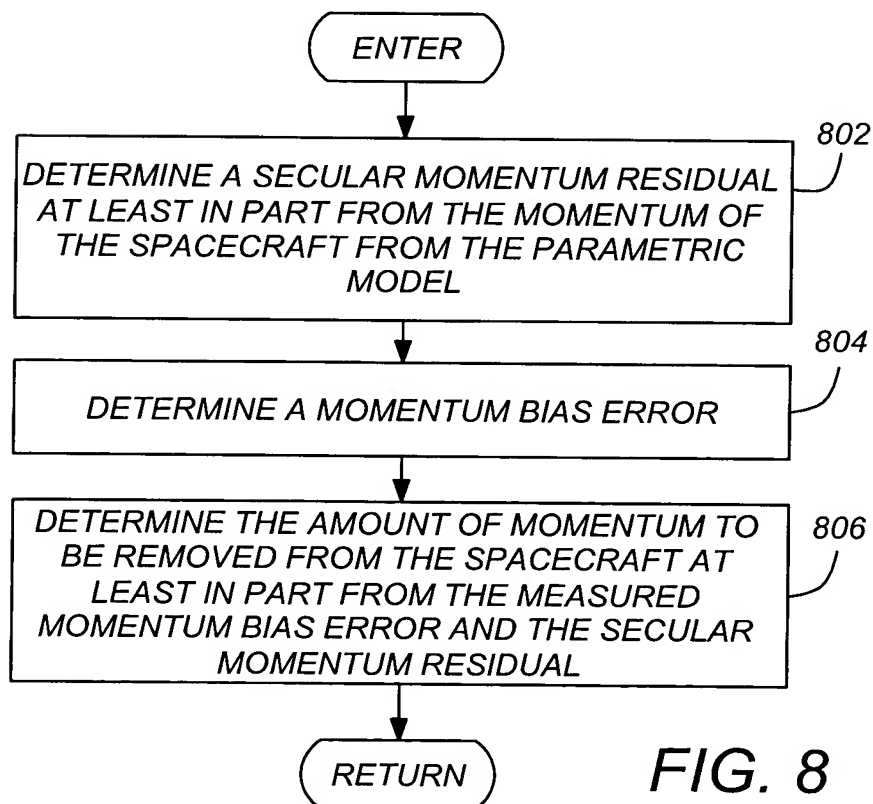 ENTER
802
DETERMINE A SECULAR MOMENTUM RESIDUAL
AT LEAST IN PART FROM THE MOMENTUM OF
THE SPACECRAFT FROM THE PARAMETRIC
MODEL
804
DETERMINE A MOMENTUM BIAS ERROR
806
DETERMINE THE AMOUNT OF MOMENTUM TO
BE REMOVED FROM THE SPACECRAFT AT
LEAST IN PART FROM THE MEASURED
MOMENTUM BIAS ERROR AND THE SECULAR
MOMENTUM RESIDUAL.
RETURN
FIG. 8